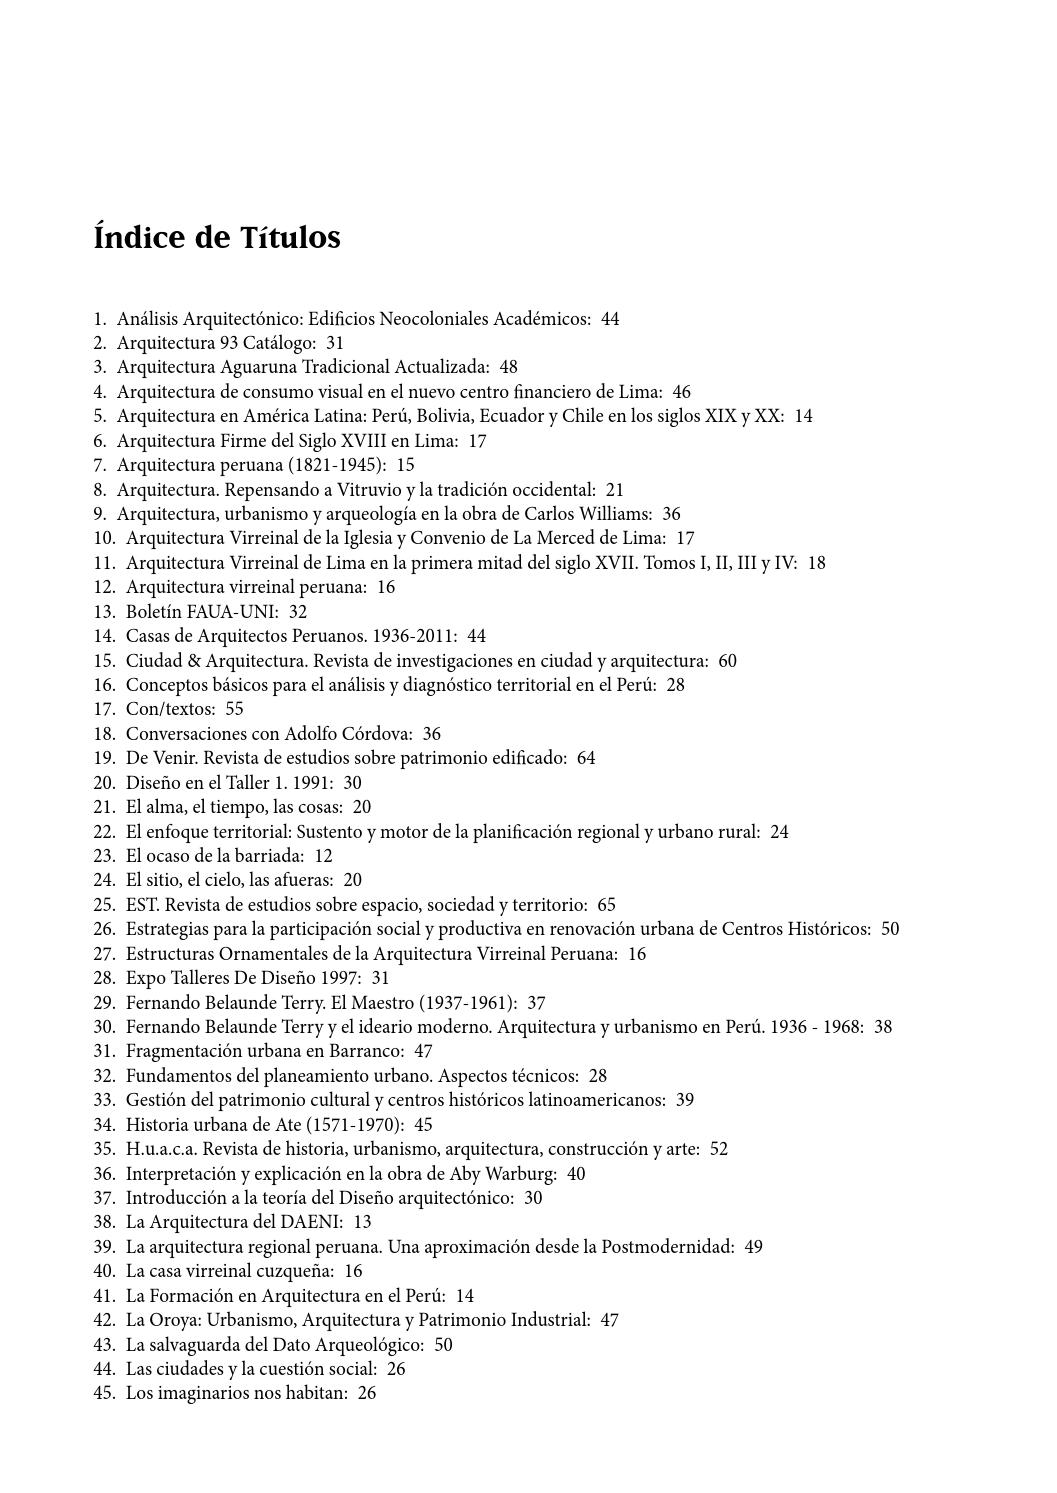 Índice de Títulos
1. Análisis Arquitectónico: Edificios Neocoloniales Académicos: 44
2. Arquitectura 93 Catálogo: 31
3. Arquitectura Aguaruna Tradicional Actualizada: 48
4. Arquitectura de consumo visual en el nuevo centro financiero de Lima: 46
5. Arquitectura en América Latina: Perú, Bolivia, Ecuador y Chile en los siglos XIX y XX: 14
6. Arquitectura Firme del Siglo XVIII en Lima: 17
7. Arquitectura peruana (1821-1945): 15
8. Arquitectura. Repensando a Vitruvio y la tradición occidental: 21
9. Arquitectura, urbanismo y arqueología en la obra de Carlos Williams: 36
10. Arquitectura Virreinal de la Iglesia y Convenio de La Merced de Lima: 17
11. Arquitectura Virreinal de Lima en la primera mitad del siglo XVII. Tomos I, II, III y IV: 18
12. Arquitectura virreinal peruana: 16
13. Boletín FAUA-UNI: 32
14. Casas de Arquitectos Peruanos. 1936-2011: 44
15. Ciudad & Arquitectura. Revista de investigaciones en ciudad y arquitectura: 60
16. Conceptos básicos para el análisis y diagnóstico territorial en el Perú: 28
17. Con/textos: 55
18. Conversaciones con Adolfo Córdova: 36
19. De Venir. Revista de estudios sobre patrimonio edificado: 64
20. Diseño en el Taller 1. 1991: 30
21. El alma, el tiempo, las cosas: 20
22. El enfoque territorial: Sustento y motor de la planificación regional y urbano rural: 24
23. El ocaso de la barriada: 12
24. El sitio, el cielo, las afueras: 20
25. EST. Revista de estudios sobre espacio, sociedad y territorio: 65
26. Estrategias para la participación social y productiva en renovación urbana de Centros Históricos: 50
27. Estructuras Ornamentales de la Arquitectura Virreinal Peruana: 16
28. Expo Talleres De Diseño 1997: 31
29. Fernando Belaunde Terry. El Maestro (1937-1961): 37
30. Fernando Belaunde Terry y el ideario moderno. Arquitectura y urbanismo en Perú. 1936 - 1968: 38
31. Fragmentación urbana en Barranco: 47
32. Fundamentos del planeamiento urbano. Aspectos técnicos: 28
33. Gestión del patrimonio cultural y centros históricos latinoamericanos: 39
34. Historia urbana de Ate (1571-1970): 45
35. H.u.a.c.a. Revista de historia, urbanismo, arquitectura, construcción y arte: 52
36. Interpretación y explicación en la obra de Aby Warburg: 40
37. Introducción a la teoría del Diseño arquitectónico: 30
38. La Arquitectura del DAENI: 13
39. La arquitectura regional peruana. Una aproximación desde la Postmodernidad: 49
40. La casa virreinal cuzqueña: 16
41. La Formación en Arquitectura en el Perú: 14
42. La Oroya: Urbanismo, Arquitectura y Patrimonio Industrial: 47
43. La salvaguarda del Dato Arqueológico: 50
44. Las ciudades y la cuestión social: 26
45. Los imaginarios nos habitan: 26